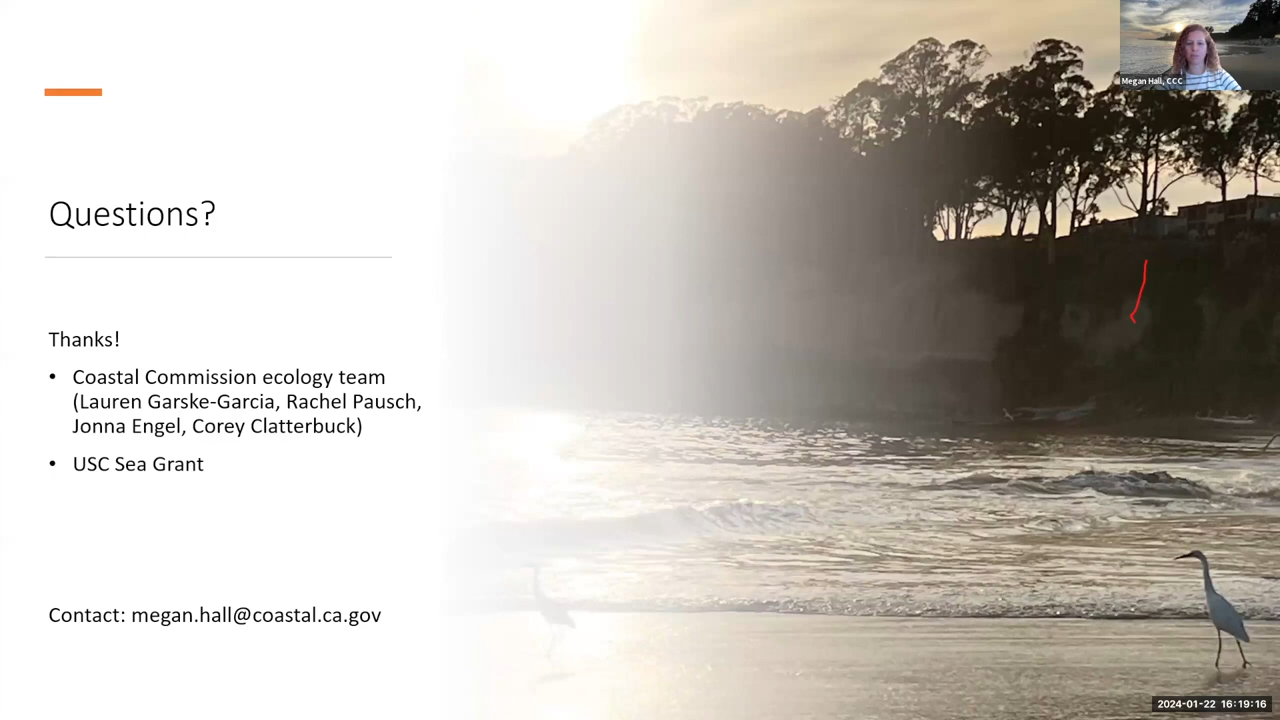 Megan Hall, CCC
Questions?
Thanks!
• Coastal Commission ecology team
(Lauren Garske-Garcia, Rachel Pausch,
Jonna Engel, Corey Clatterbuck)
• USC Sea Grant
Contact: megan.hall@coastal.ca.gov
2024-01-22 16:19:16